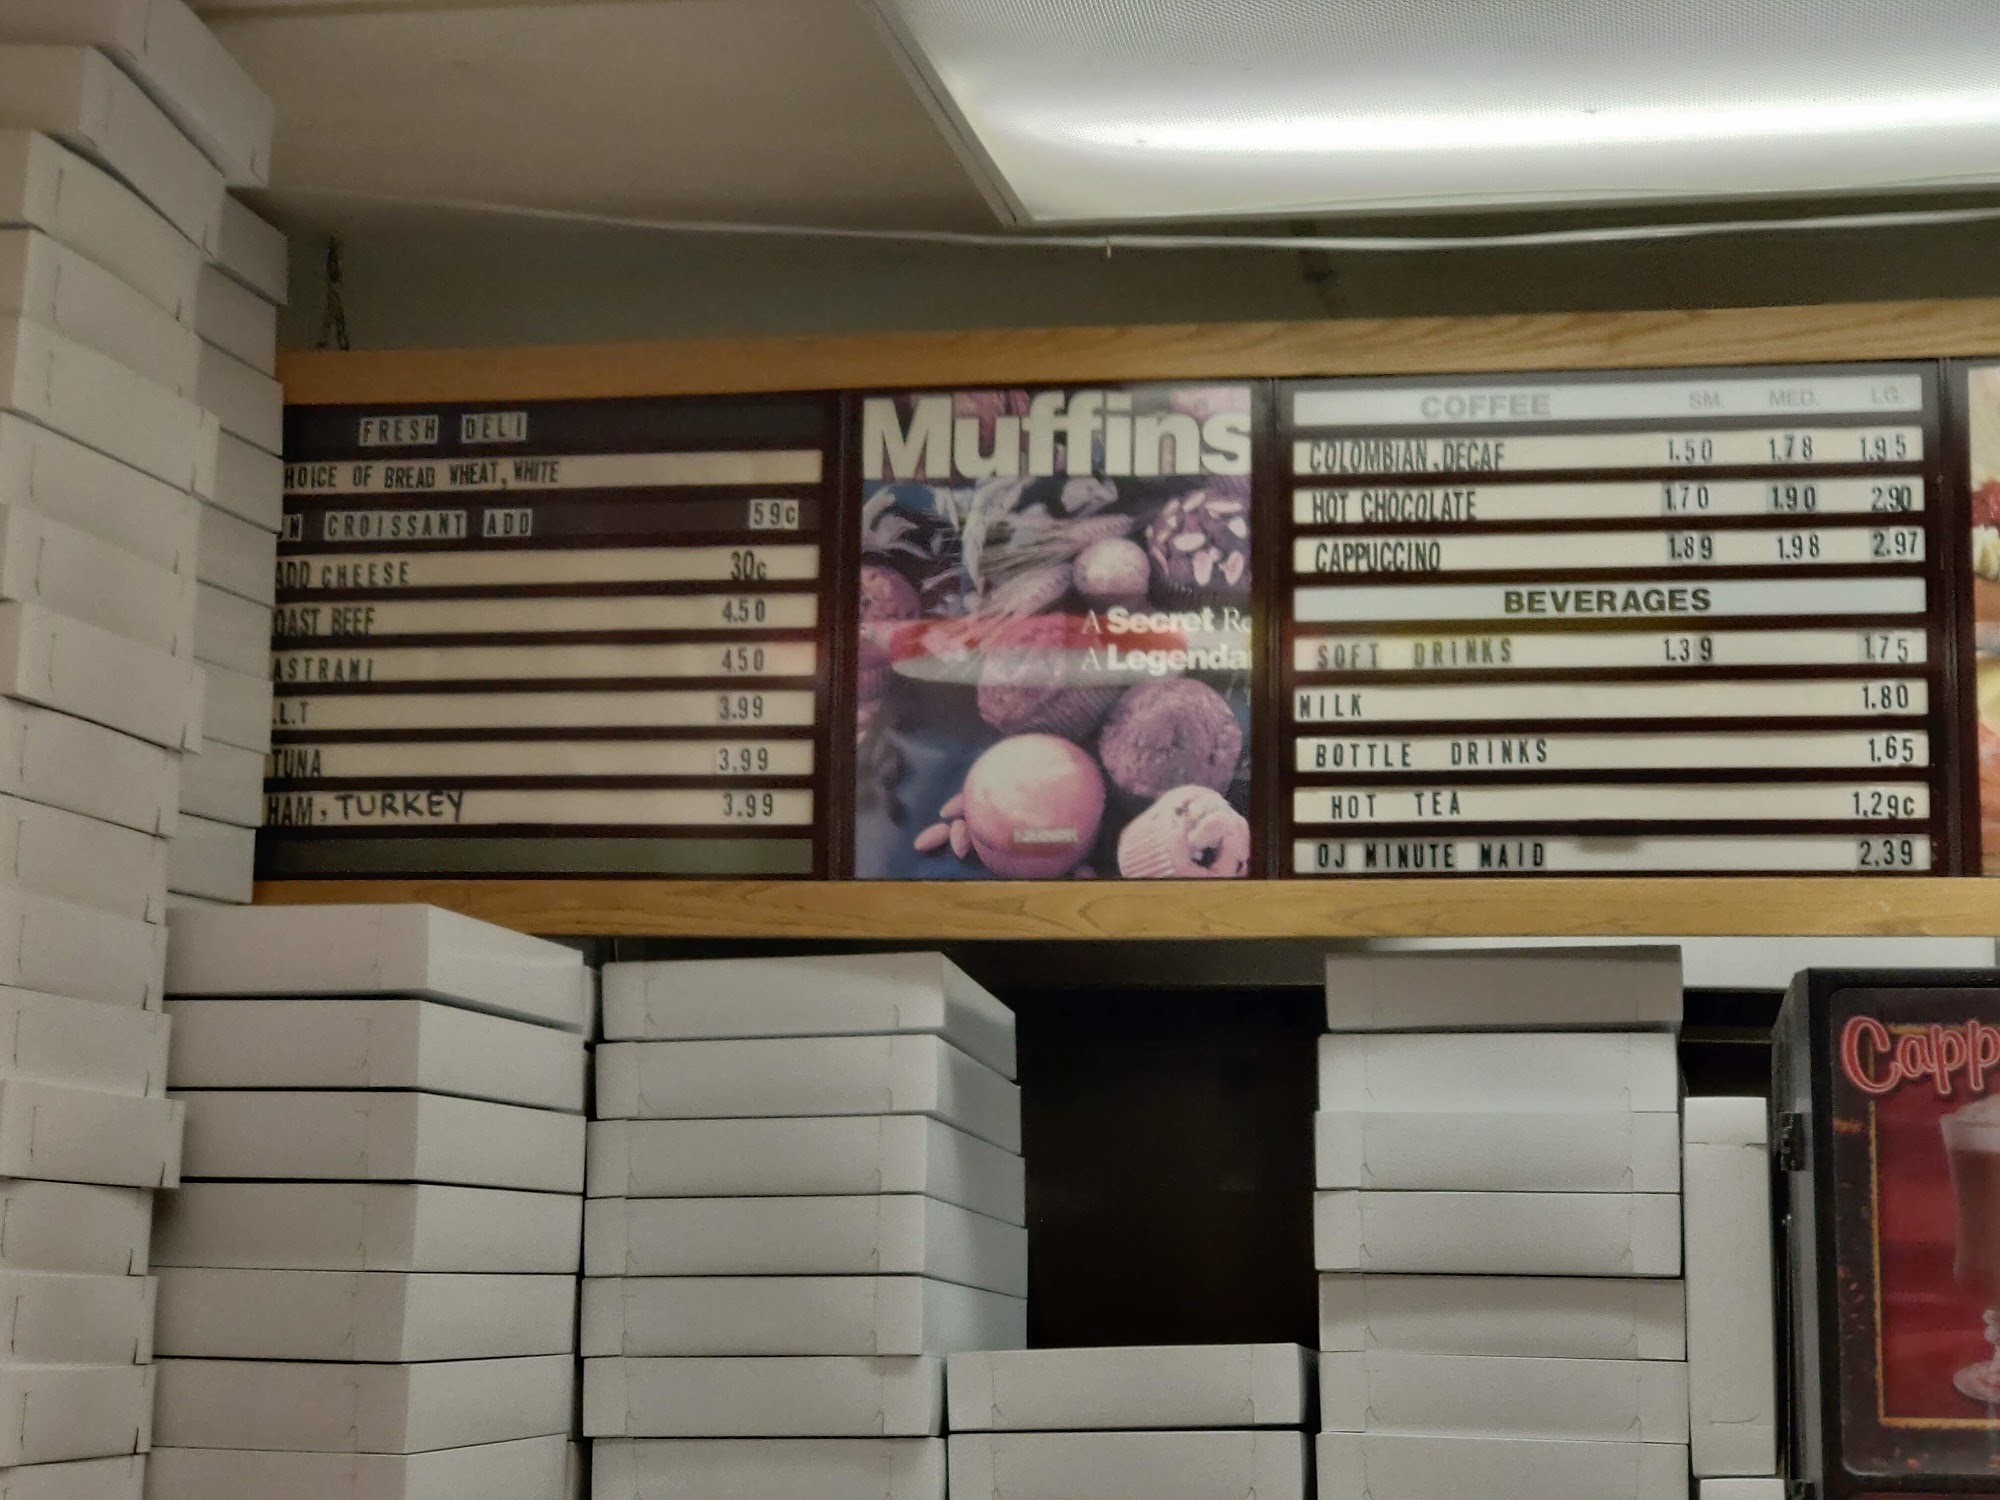 FRESH DELI
HOICE OF BREAD WHEAT, WHITE
N CROISSANT ADD 59c
ADD CHEESE 30c
OAST BEEF 4.50
ASTRAMI 4.50
.L.T 3.99
TUNA 3.99
HAM, TURKEY 3.99
Muffins
A Secret Re
A Legenda
COFFEE SM. MED. LG.
COLOMBIAN.DECAF 1.50 1.78 1.95
HOT CHOCOLATE 1.70 1.90 2.90
CAPPUCCINO 1.89 1.98 2.97
BEVERAGES
SOFT DRINKS 1.39 1.75
MILK 1.80
BOTTLE DRINKS 1.65
HOT TEA 1.29c
OJ MINUTE MAID 2.39
Capp